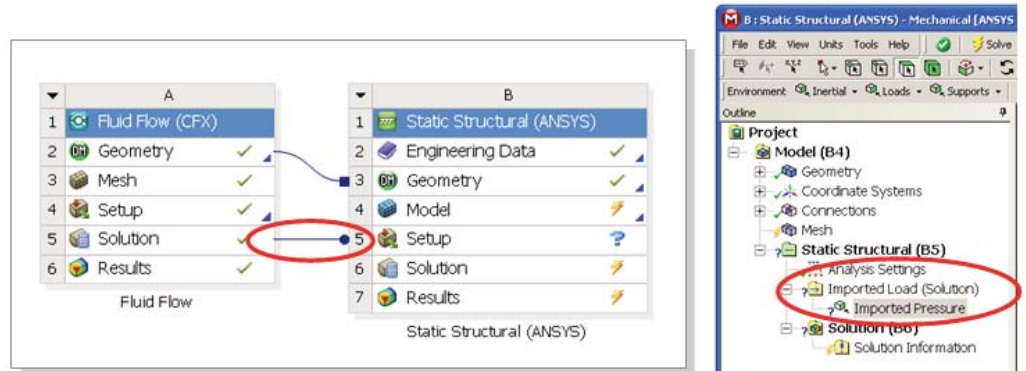 A
1 Fluid Flow (CFX)
2 Geometry
3 Mesh
4 Setup
5 Solution
6 Results
Fluid Flow
B
1 Static Structural (ANSYS)
2 Engineering Data
3 Geometry
4 Model
5 Setup
6 Solution
7 Results
Static Structural (ANSYS)
B : Static Structural (ANSYS) - Mechanical [ANSYS
File Edit View Units Tools Help Solve
Environment Inertial Loads Supports
Outline
Project
Model (B4)
Geometry
Coordinate Systems
Connections
Mesh
Static Structural (B5)
Analysis Settings
Imported Load (Solution)
Imported Pressure
Solution (B6)
Solution Information